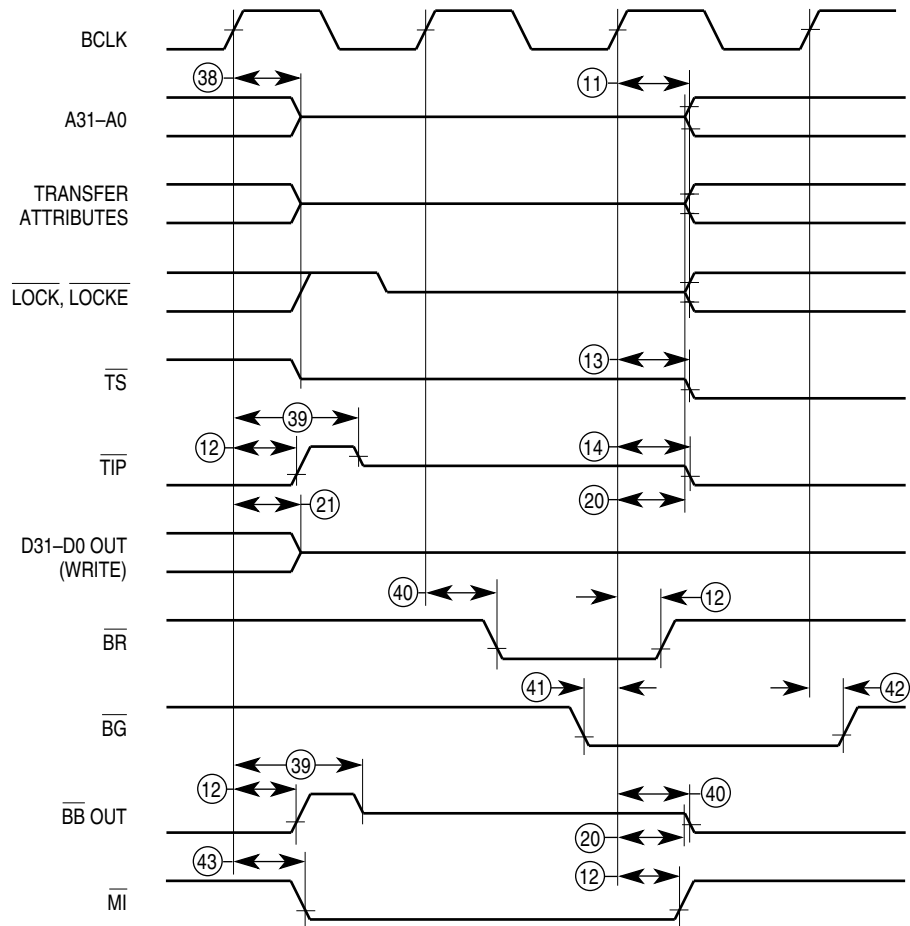 BCLK
38
11
A31–A0
TRANSFER
ATTRIBUTES
LOCK, LOCKE
13
TS
39
12
14
TIP
21
20
D31–D0 OUT
(WRITE)
40
12
BR
41
42
BG
39
12
40
BB OUT
20
43
12
MI